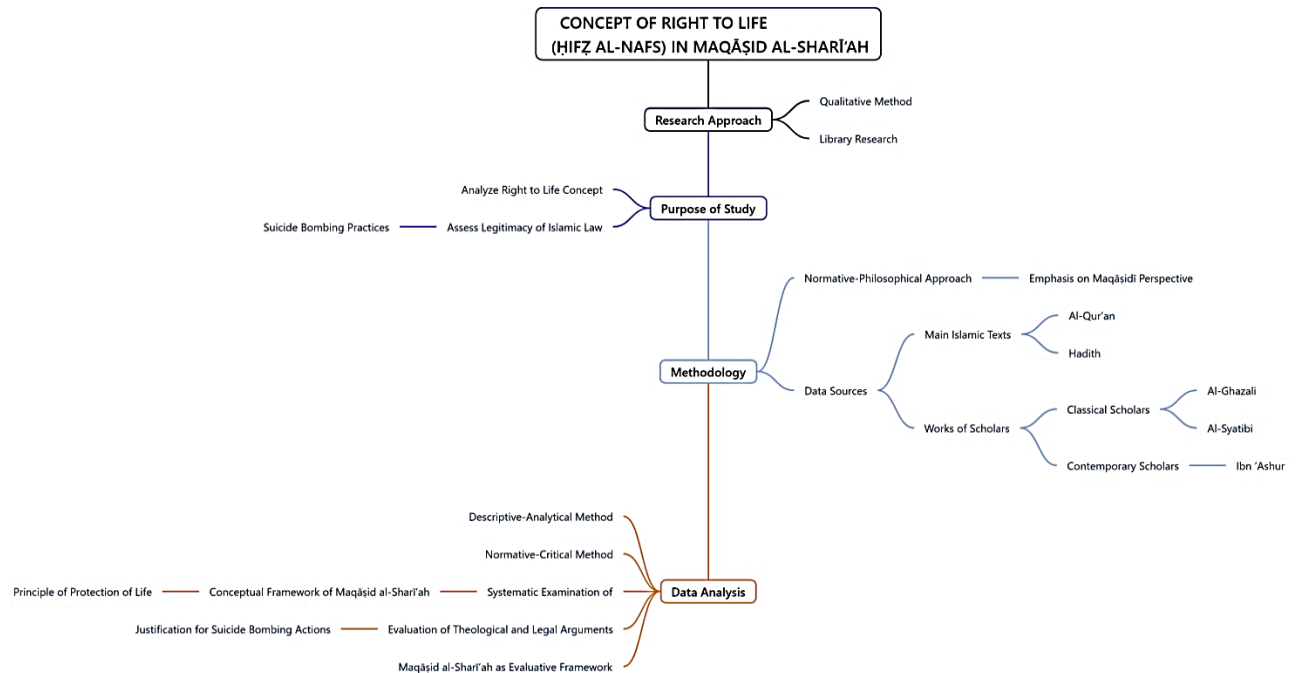 CONCEPT OF RIGHT TO LIFE
(ḤIFẒ AL-NAFS) IN MAQĀṢID AL-SHARĪ‘AH
Research Approach
Qualitative Method
Library Research
Purpose of Study
Analyze Right to Life Concept
Assess Legitimacy of Islamic Law
Suicide Bombing Practices
Methodology
Normative-Philosophical Approach
Emphasis on Maqāṣidī Perspective
Data Sources
Main Islamic Texts
Al-Qur’an
Hadith
Works of Scholars
Classical Scholars
Al-Ghazali
Al-Syatibi
Contemporary Scholars
Ibn ‘Ashur
Data Analysis
Descriptive-Analytical Method
Normative-Critical Method
Systematic Examination of
Conceptual Framework of Maqāṣid al-Sharī‘ah
Principle of Protection of Life
Evaluation of Theological and Legal Arguments
Justification for Suicide Bombing Actions
Maqāṣid al-Sharī‘ah as Evaluative Framework